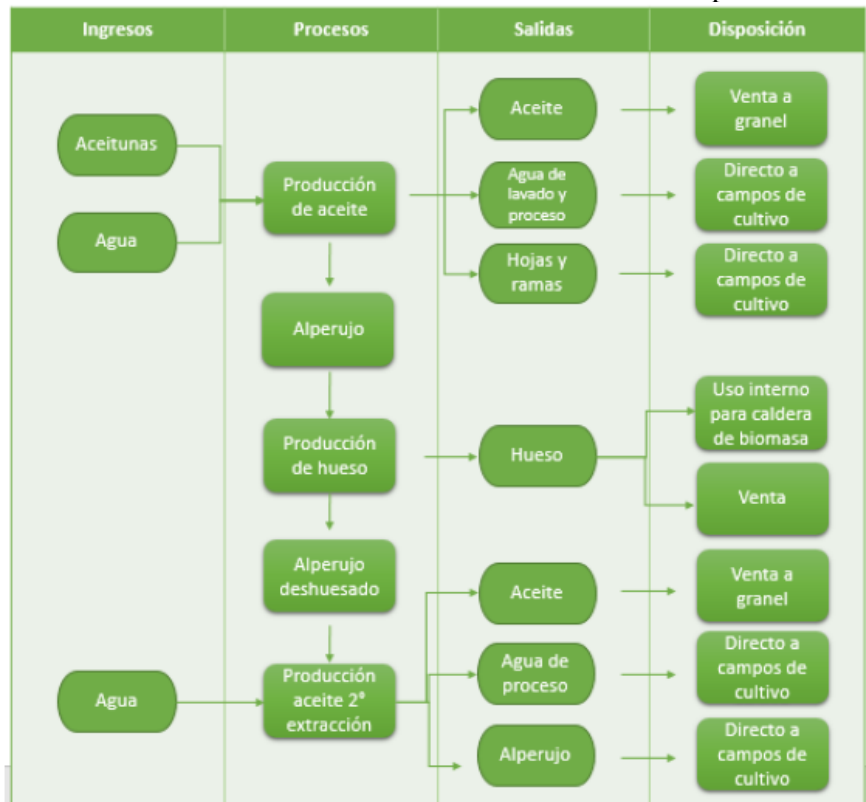 Ingresos
Procesos
Salidas
Disposición
Aceitunas
Agua
Producción
de aceite
Aceite
Venta a
granel
Agua de
lavado y
proceso
Directo a
campos de
cultivo
Hojas y
ramas
Directo a
campos de
cultivo
Alperujo
Producción
de hueso
Hueso
Uso interno
para caldera
de biomasa
Venta
Alperujo
deshuesado
Agua
Producción
aceite 2ª
extracción
Aceite
Venta a
granel
Agua de
proceso
Directo a
campos de
cultivo
Alperujo
Directo a
campos de
cultivo